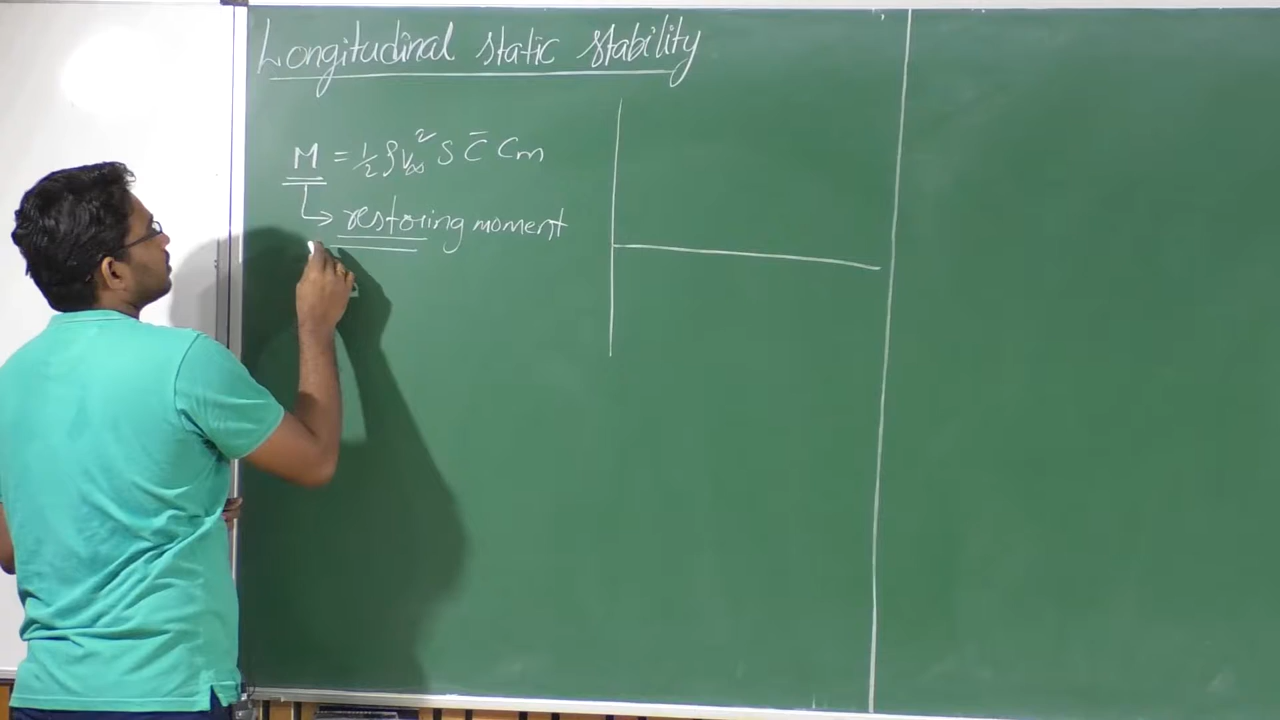 Longitudinal static stability
M = 1/2 ρ V∞² S c̄ Cm
↳ restoring moment